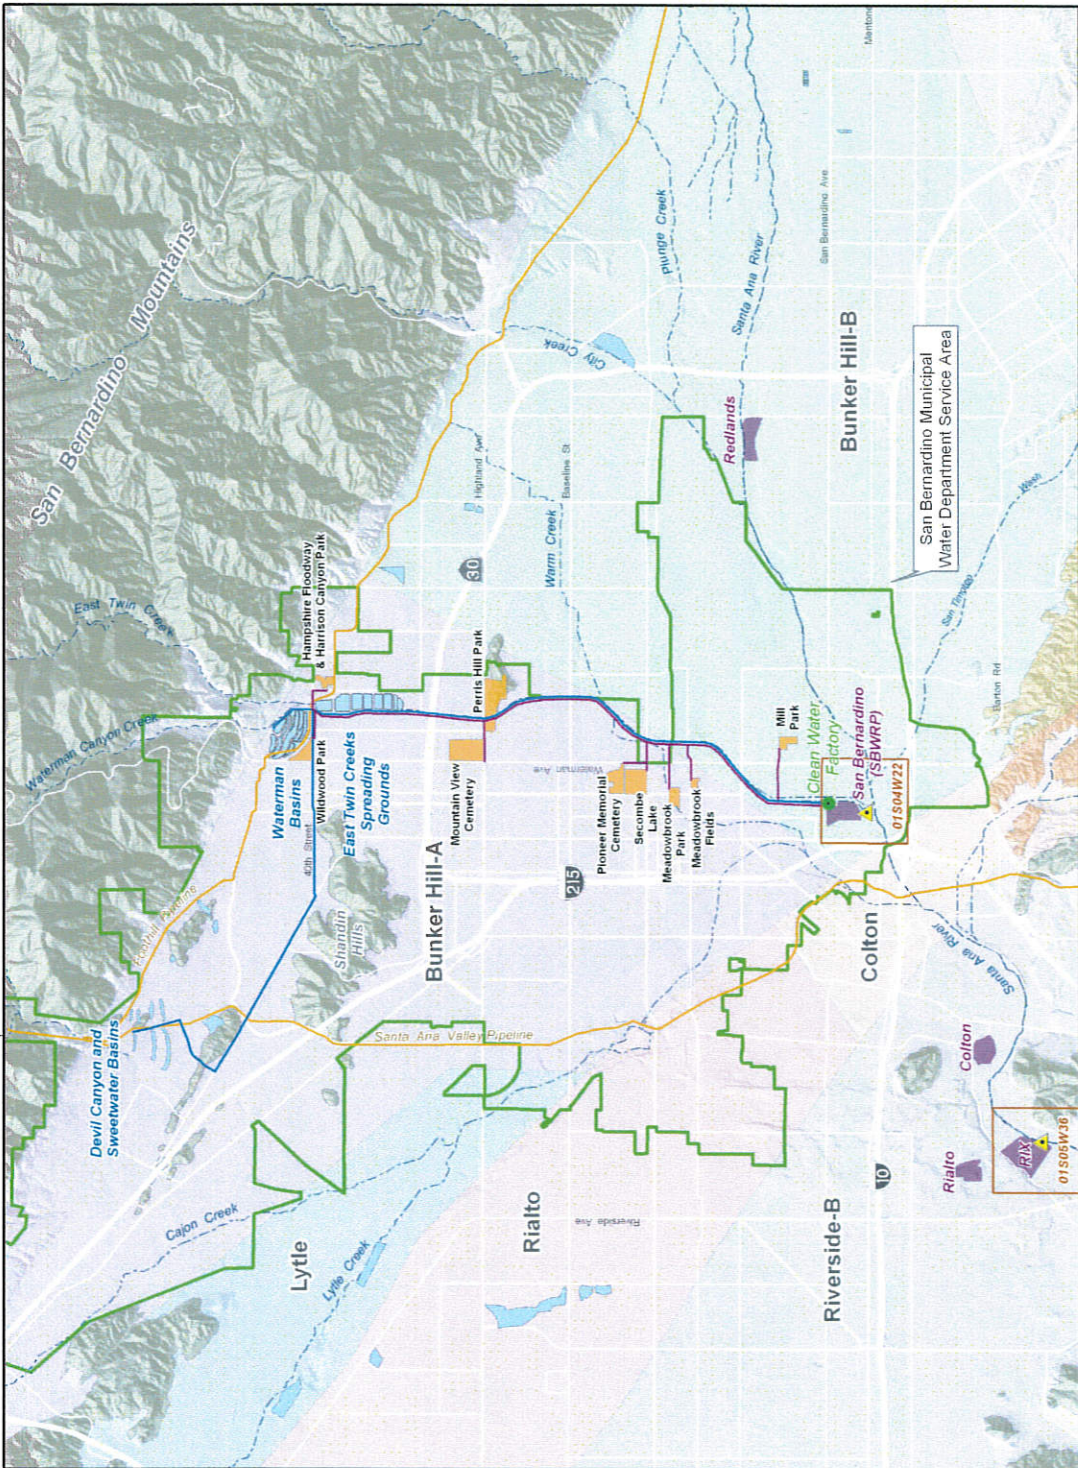 San Bernardino Mountains
East Twin Creek
Waterman Canyon Creek
Hampshire Floodway
& Harrison Canyon Park
Waterman
Basins
Wildwood Park
40th Street
East Twin Creeks
Spreading
Grounds
Foothill Pipeline
Devil Canyon and
Sweetwater Basins
Shandin
Hills
Bunker Hill-A
Mountain View
Cemetery
Perris Hill Park
30
Highland Ave
Baseline St
Warm Creek
City Creek
Plunge Creek
Santa Ana River
San Bernardino Ave
Mentone
Bunker Hill-B
Redlands
San Bernardino Municipal
Water Department Service Area
San Timoteo
Wash
Barton Rd
Waterman Ave
215
Pioneer Memorial
Cemetery
Seccombe
Lake
Meadowbrook
Park
Meadowbrook
Fields
Mill
Park
Clean Water
Factory
San Bernardino
(SBWRP)
01S04W22
Santa Ana Valley Pipeline
Cajon Creek
Lytle
Lytle Creek
Rialto
Riverside Ave
Colton
Santa Ana River
Colton
Riverside-B
10
Rialto
RIX
01S05W36